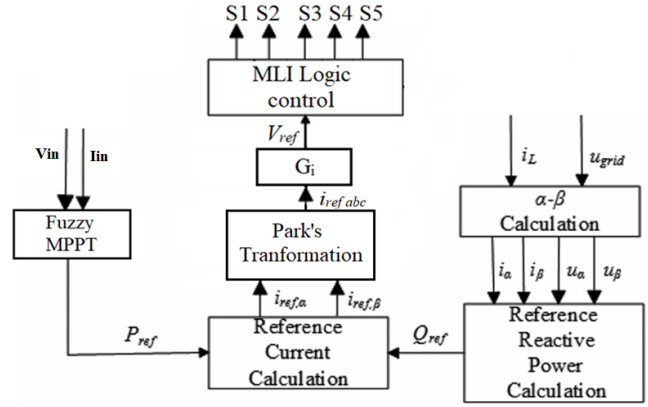 S1 S2 S3 S4 S5
MLI Logic
control
Vref
Gi
iref abc
Park's
Tranformation
iref,α iref,β
Vin Iin
Fuzzy
MPPT
Pref
Reference
Current
Calculation
iL ugrid
α-β
Calculation
iα iβ uα uβ
Reference
Reactive
Power
Calculation
Qref